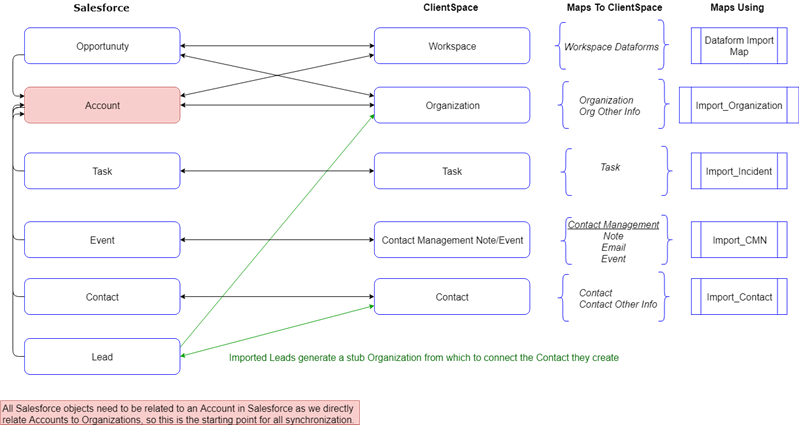 Salesforce
ClientSpace
Maps To ClientSpace
Maps Using
Opportunuty
Workspace
Workspace Dataforms
Dataform Import
Map
Account
Organization
Organization
Org Other Info
Import_Organization
Task
Task
Task
Import_Incident
Event
Contact Management Note/Event
Contact Management
Note
Email
Event
Import_CMN
Contact
Contact
Contact
Contact Other Info
Import_Contact
Lead
Imported Leads generate a stub Organization from which to connect the Contact they create
All Salesforce objects need to be related to an Account in Salesforce as we directly
relate Accounts to Organizations, so this is the starting point for all synchronization.